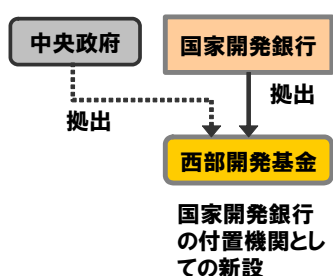 中央政府
国家開発銀行
拠出
拠出
西部開発基金
国家開発銀行
の付置機関とし
ての新設